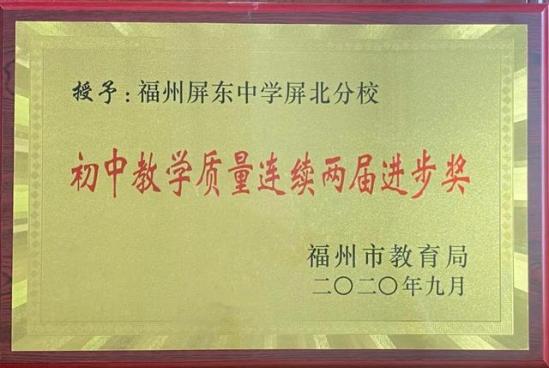 授予：福州屏东中学屏北分校
初中教学质量连续两届进步奖
福州市教育局
二〇二〇年九月